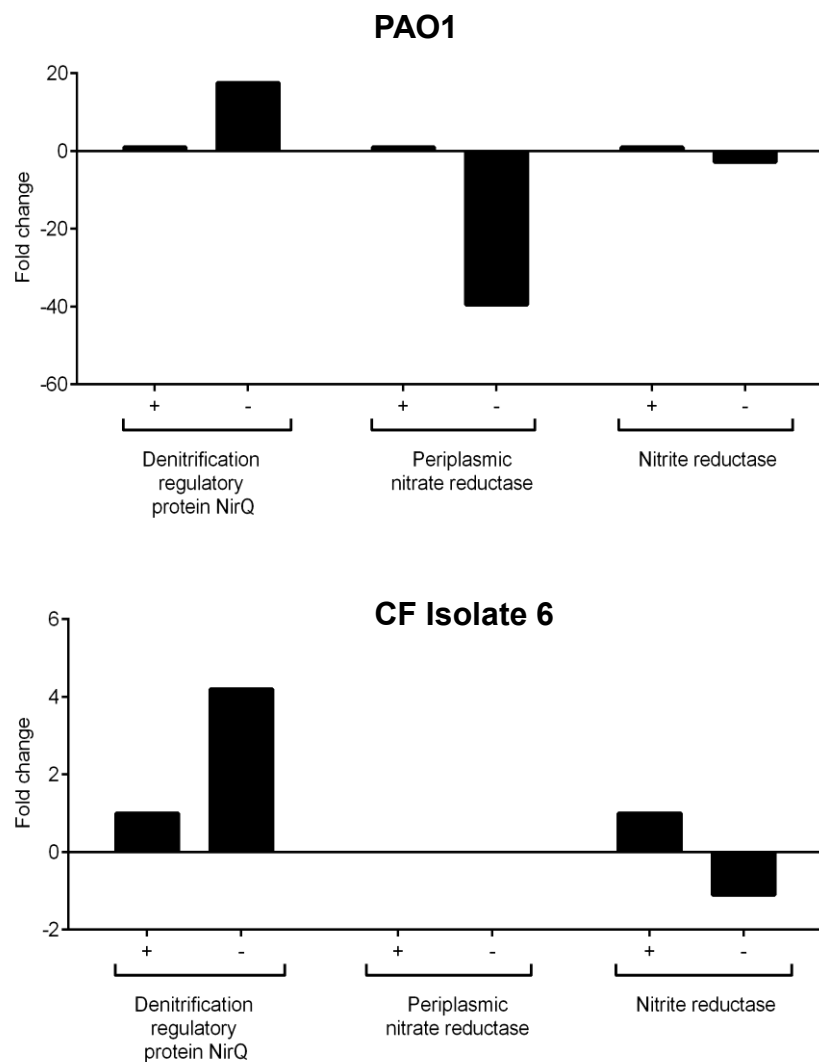 PAO1
20
0
-20
-40
-60
Fold change
+ - + - + -
Denitrification
regulatory
protein NirQ
Periplasmic
nitrate reductase
Nitrite reductase
CF Isolate 6
6
4
2
0
-2
Fold change
+ - + - + -
Denitrification
regulatory
protein NirQ
Periplasmic
nitrate reductase
Nitrite reductase